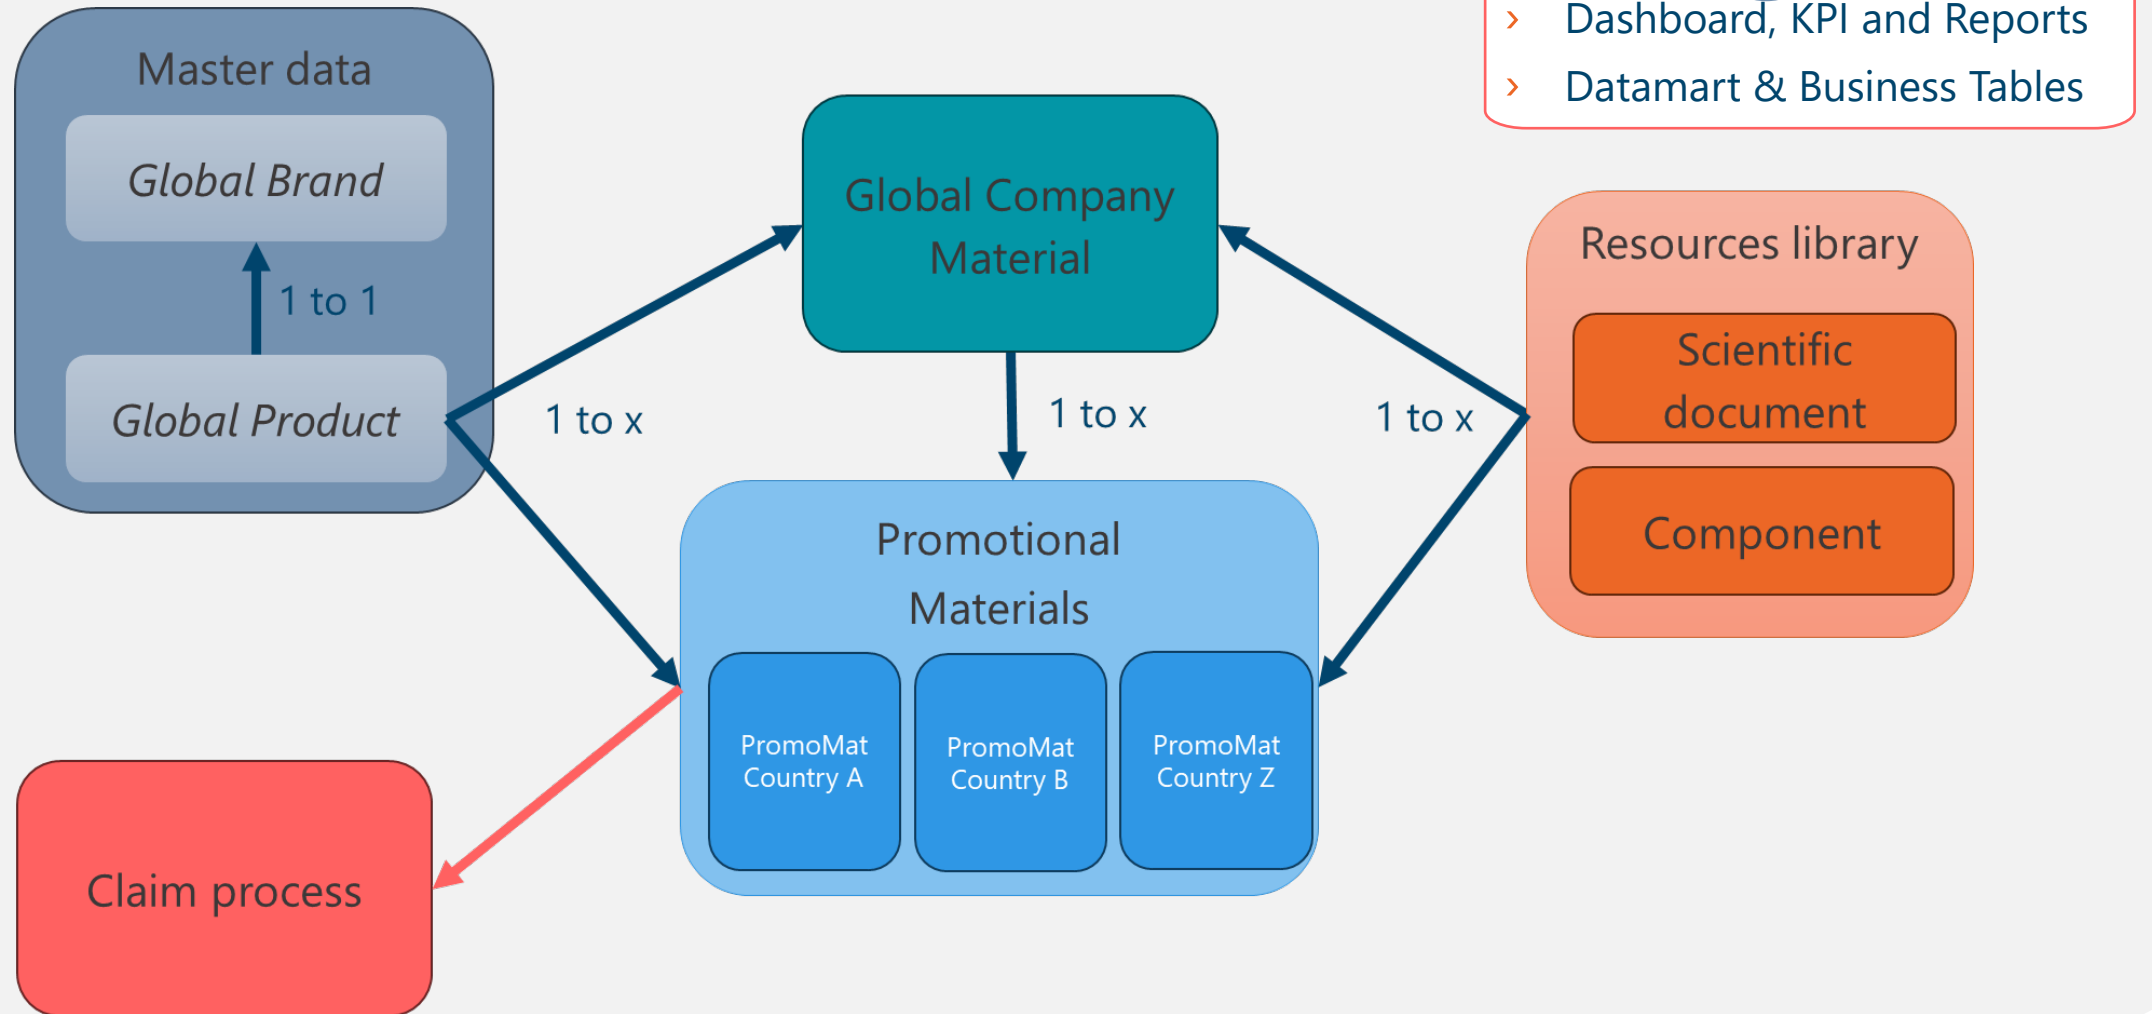 › Dashboard, KPI and Reports
› Datamart & Business Tables
Master data
Global Brand
1 to 1
Global Product
Global Company
Material
1 to x
1 to x
1 to x
Resources library
Scientific
document
Component
Promotional
Materials
PromoMat
Country A
PromoMat
Country B
PromoMat
Country Z
Claim process